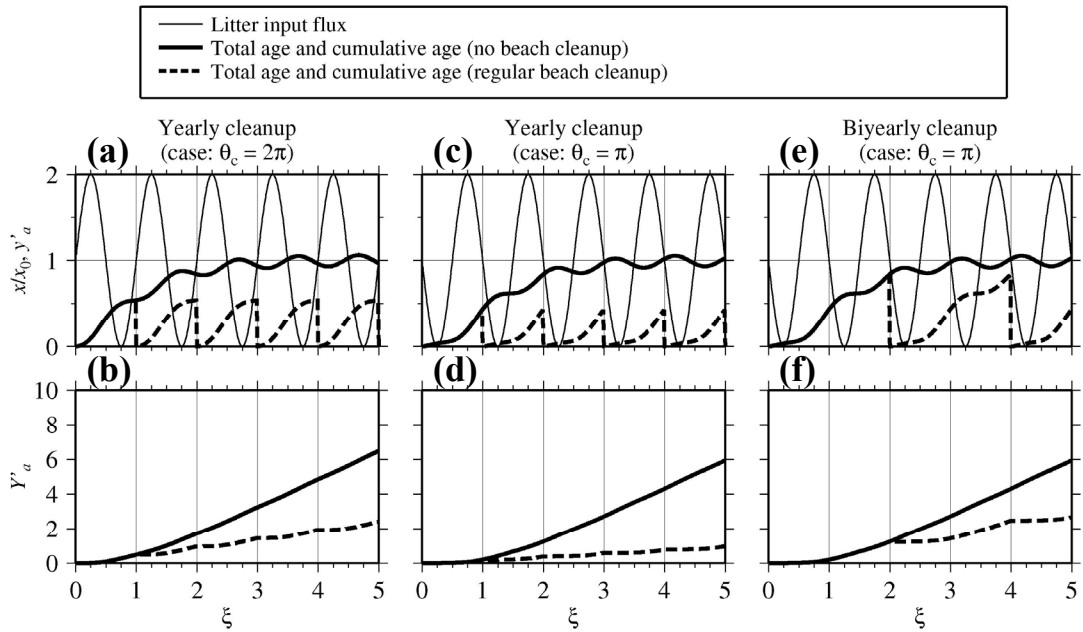 Litter input flux
Total age and cumulative age (no beach cleanup)
Total age and cumulative age (regular beach cleanup)
(a)
Yearly cleanup
(case: θc = 2π)
(c)
Yearly cleanup
(case: θc = π)
(e)
Biyearly cleanup
(case: θc = π)
2
1
0
x/x0, y'a
(b)
(d)
(f)
10
8
6
4
2
0
Y'a
0 1 2 3 4 5
0 1 2 3 4 5
0 1 2 3 4 5
ξ
ξ
ξ